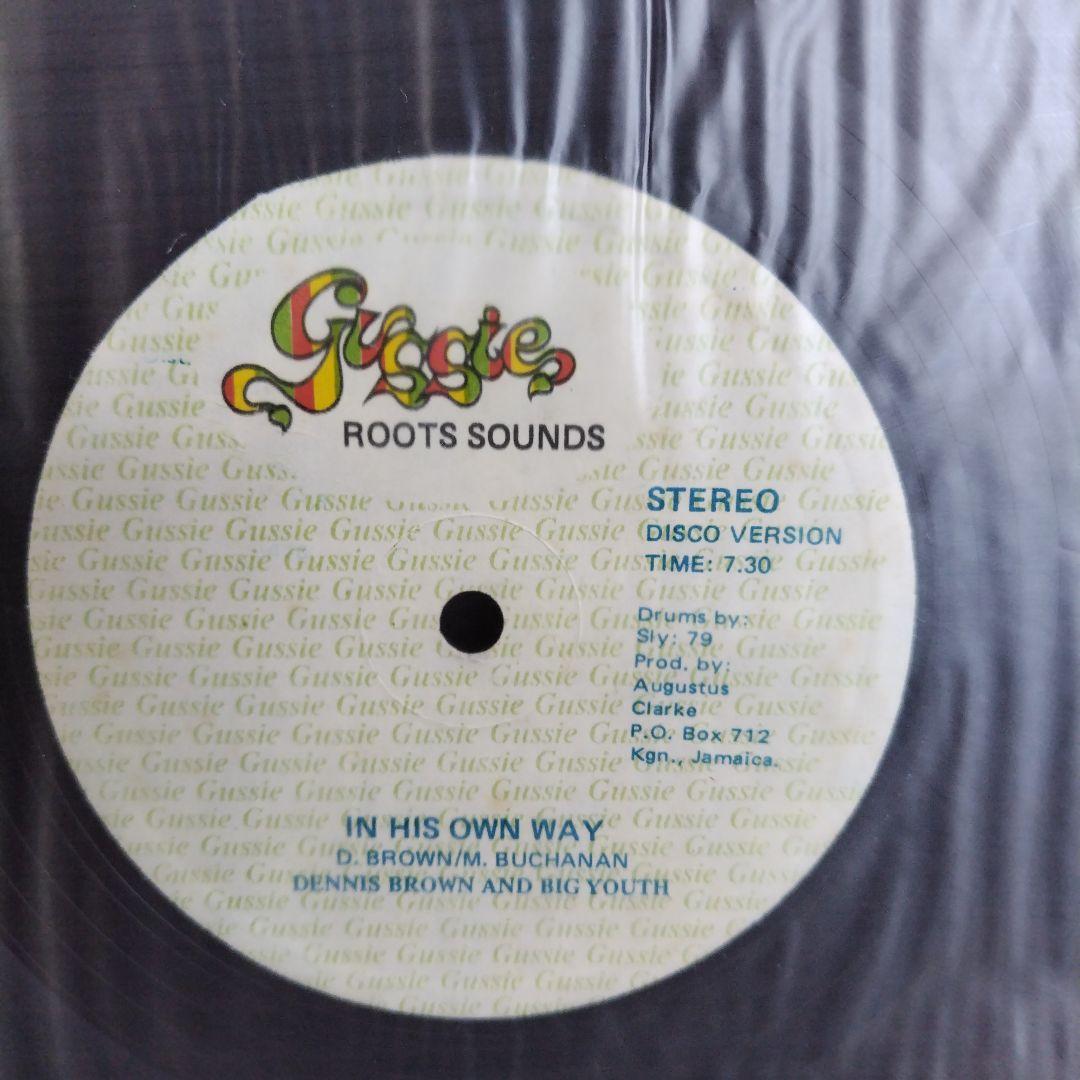 Gussie
ROOTS SOUNDS
STEREO
DISCO VERSION
TIME: 7.30
Drums by:
Sly: 79
Prod. by:
Augustus
Clarke
P.O. Box 712
Kgn., Jamaica.
IN HIS OWN WAY
D. BROWN/M. BUCHANAN
DENNIS BROWN AND BIG YOUTH